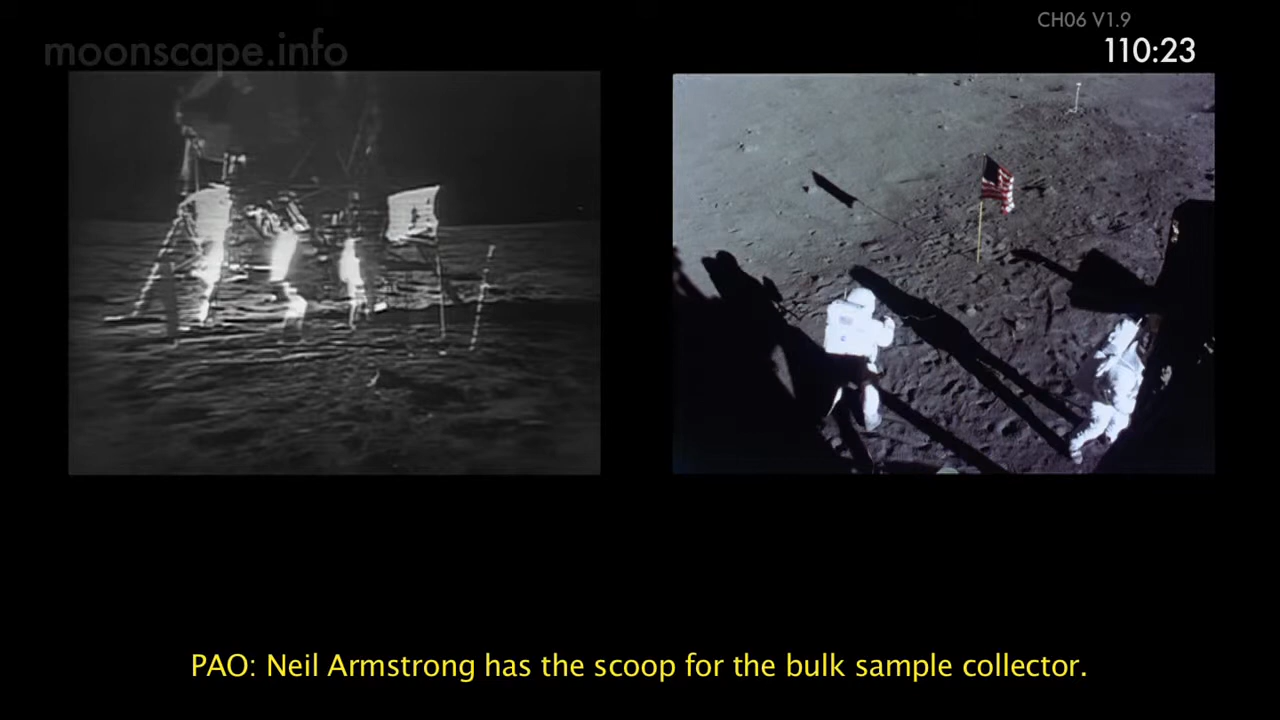 CH06 V1.9
moonscape.info
110:23
PAO: Neil Armstrong has the scoop for the bulk sample collector.